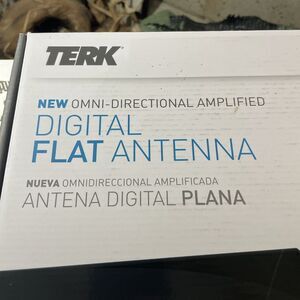 TERK
NEW OMNI-DIRECTIONAL AMPLIFIED
DIGITAL
FLAT ANTENNA
NUEVA OMNIDIRECCIONAL AMPLIFICADA
ANTENA DIGITAL PLANA